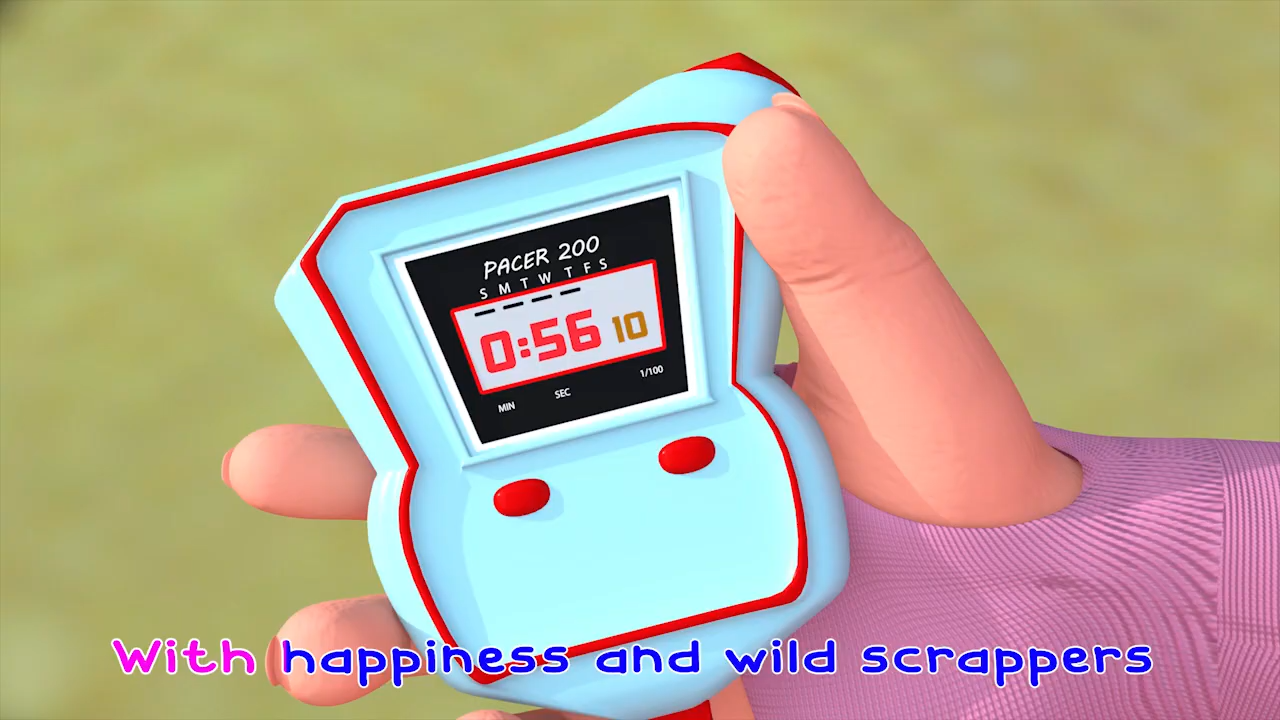 PACER 200
S M T W T F S
0:56 10
MIN SEC 1/100
With happiness and wild scrappers